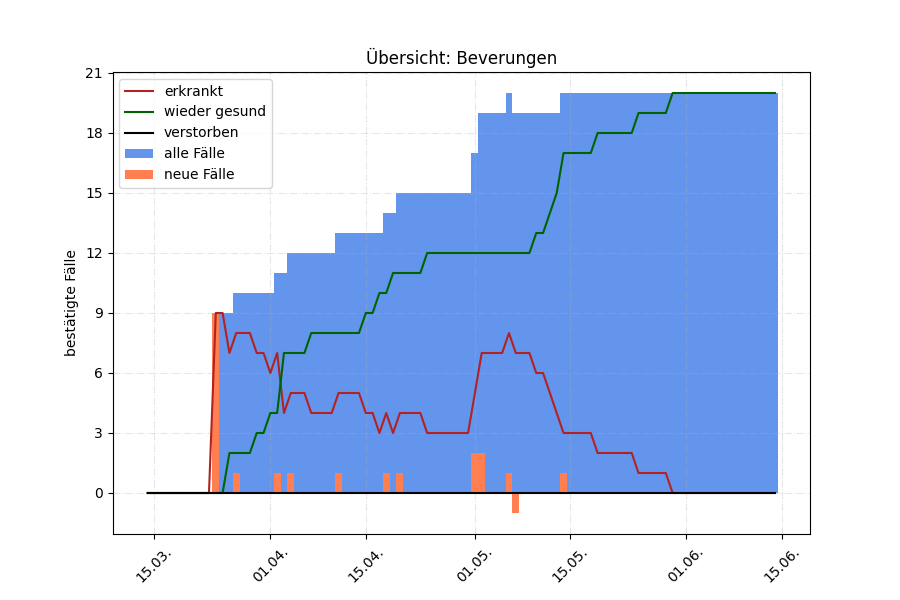 Übersicht: Beverungen
bestätigte Fälle
21
18
15
12
9
6
3
0
erkrankt
wieder gesund
verstorben
alle Fälle
neue Fälle
15.03.
01.04.
15.04.
01.05.
15.05.
01.06.
15.06.